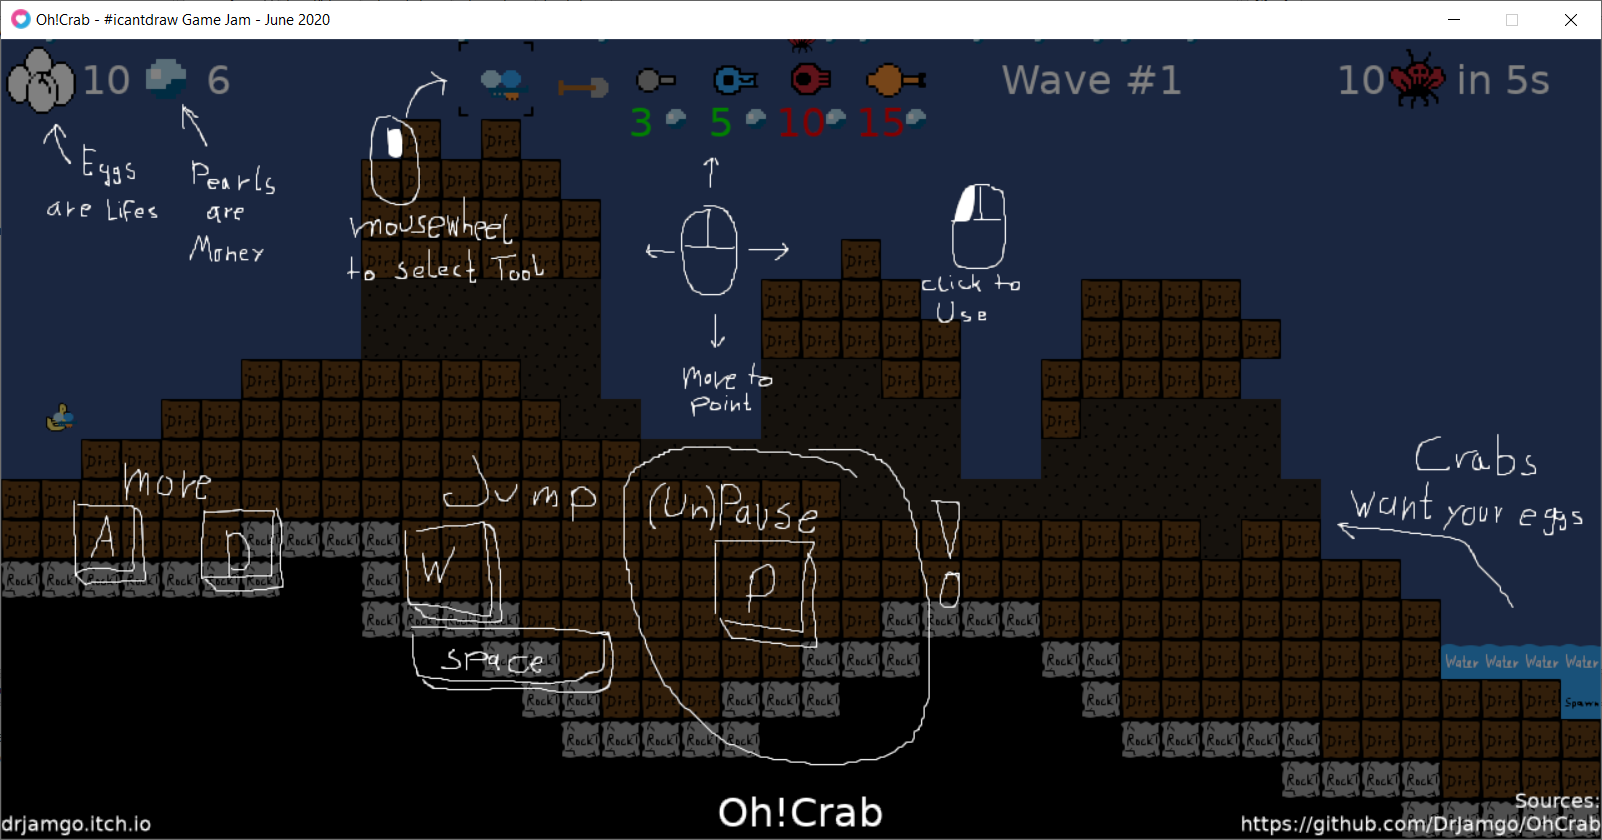 Oh!Crab - #icantdraw Game Jam - June 2020
10 6
Wave #1
10 in 5s
3 5 10 15
Eggs
are Lifes
Pearls
are
Money
mousewheel
to select Tool
click to
Use
Move to
Point
Crabs
want your eggs
Move
A D
Jump
W
Space
(Un)Pause
P
!
Dirt
Rock
Water Water Water Water
Spawn
Oh!Crab
drjamgo.itch.io
Sources:
https://github.com/DrJamgo/OhCrab